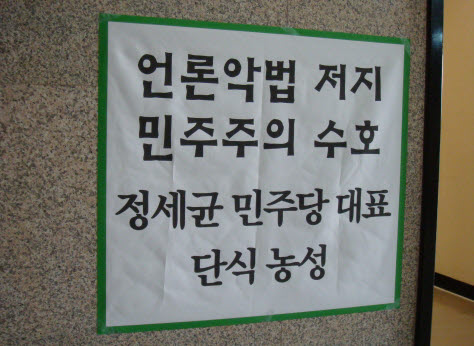 언론악법 저지
민주주의 수호
정세균 민주당 대표
단식 농성